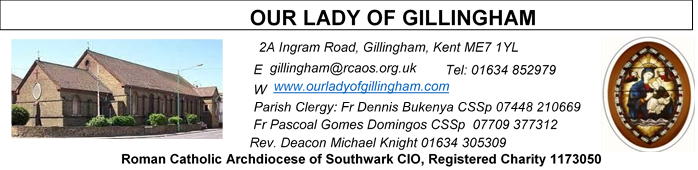 OUR LADY OF GILLINGHAM
2A Ingram Road, Gillingham, Kent ME7 1YL
E gillingham@rcaos.org.uk Tel: 01634 852979
W www.ourladyofgillingham.com
Parish Clergy: Fr Dennis Bukenya CSSp 07448 210669
Fr Pascoal Gomes Domingos CSSp 07709 377312
Rev. Deacon Michael Knight 01634 305309
Roman Catholic Archdiocese of Southwark CIO, Registered Charity 1173050